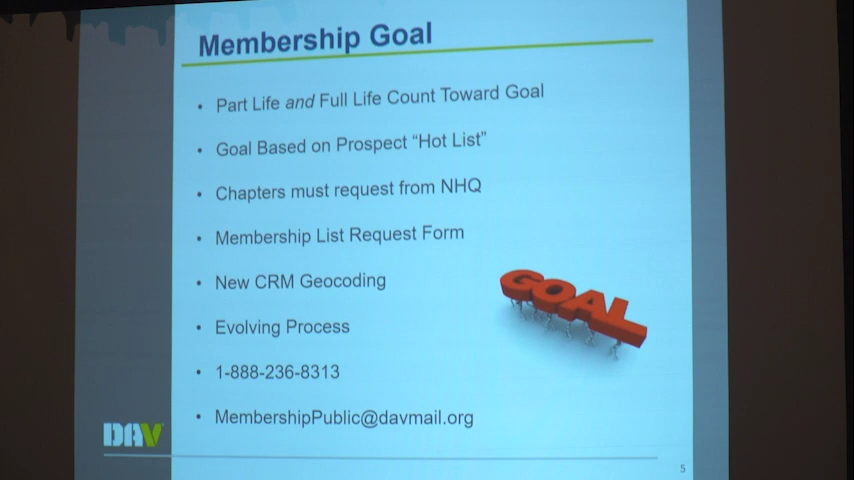 Membership Goal
• Part Life and Full Life Count Toward Goal
• Goal Based on Prospect “Hot List”
• Chapters must request from NHQ
• Membership List Request Form
• New CRM Geocoding
GOAL
• Evolving Process
• 1-888-236-8313
• MembershipPublic@davmail.org
DAV
5